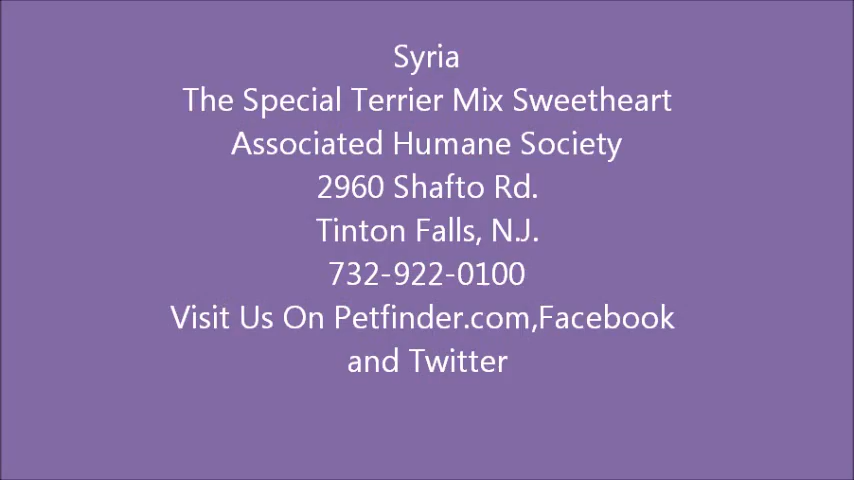 Syria
The Special Terrier Mix Sweetheart
Associated Humane Society
2960 Shafto Rd.
Tinton Falls, N.J.
732-922-0100
Visit Us On Petfinder.com,Facebook
and Twitter